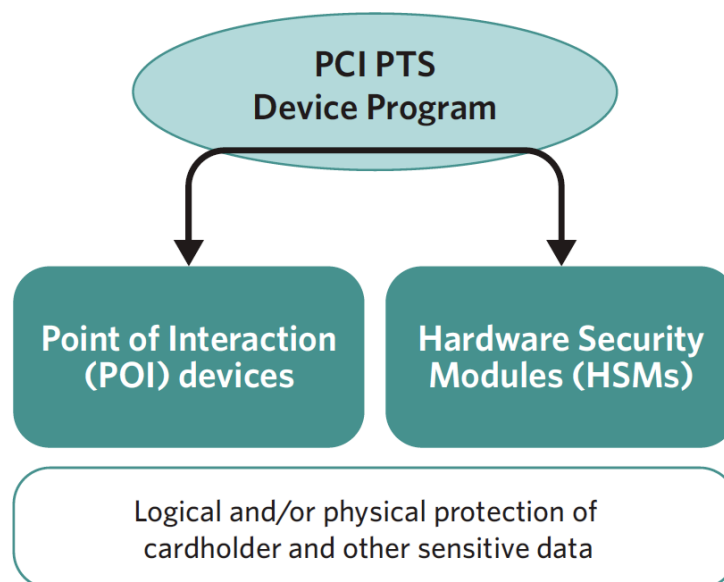 PCI PTS
Device Program
Point of Interaction
(POI) devices
Hardware Security
Modules (HSMs)
Logical and/or physical protection of
cardholder and other sensitive data